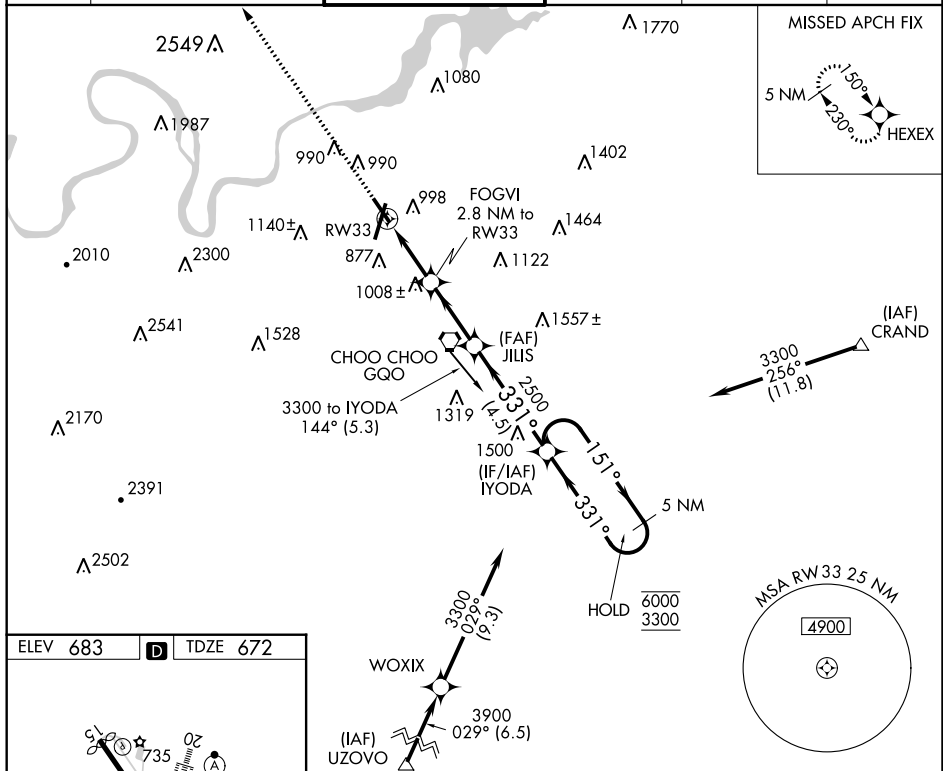 MISSED APCH FIX
5 NM
150°
230°
HEXEX
2549
1770
1080
1987
990
990
1402
998
FOGVI
2.8 NM to
RW33
1464
1140±
RW33
877
1122
2010
2300
1008±
2541
1528
1557±
(FAF)
JILIS
(IAF)
CRAND
CHOO CHOO
GQO
3300
256°
(11.8)
3300 to IYODA
144° (5.3)
1319
2500
331°
(4.5)
2170
1500
(IF/IAF)
IYODA
151°
331°
5 NM
2391
2502
HOLD
6000
3300
MSA RW33 25 NM
4900
3300
029°
(9.3)
WOXIX
3900
029° (6.5)
(IAF)
UZOVO
ELEV 683
D
TDZE 672
15
P
735
20
A